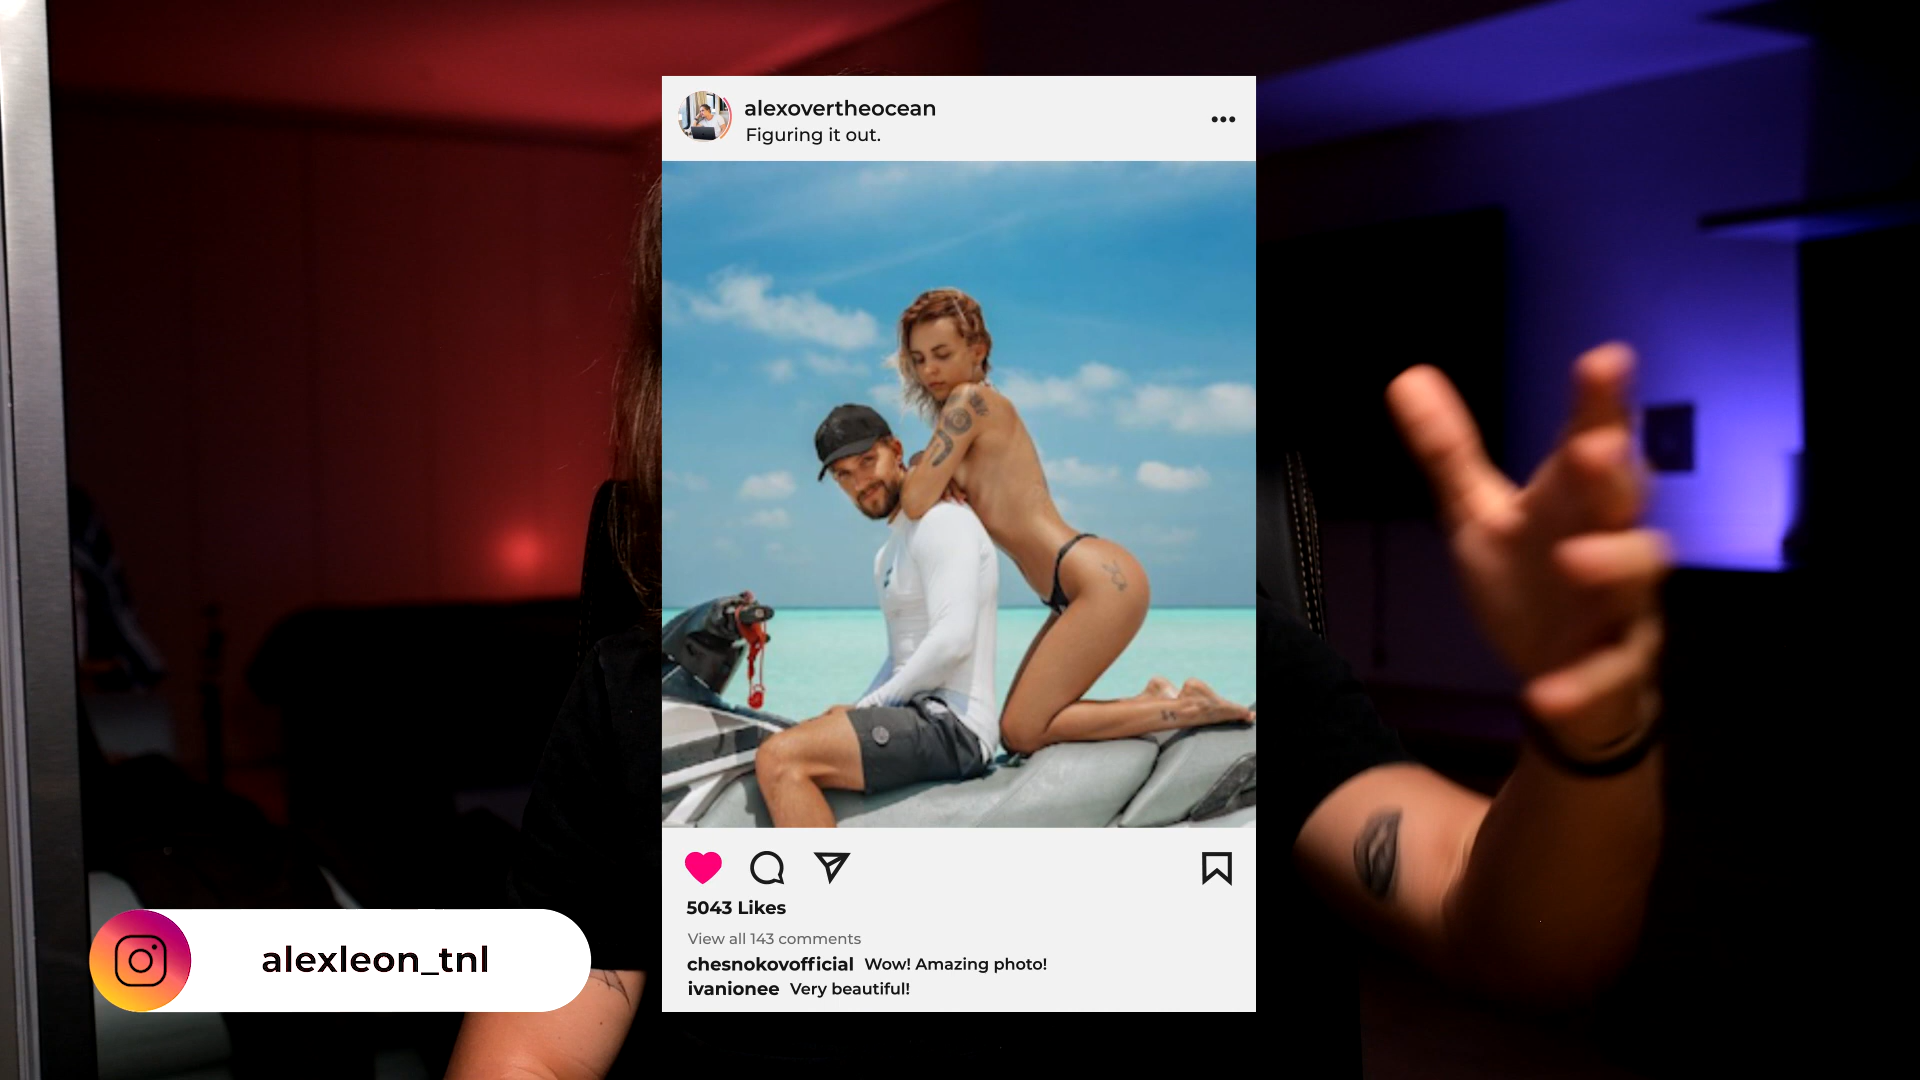 alexovertheocean
Figuring it out.
5043 Likes
View all 143 comments
chesnokovofficial Wow! Amazing photo!
ivanionee Very beautiful!
alexleon_tnl